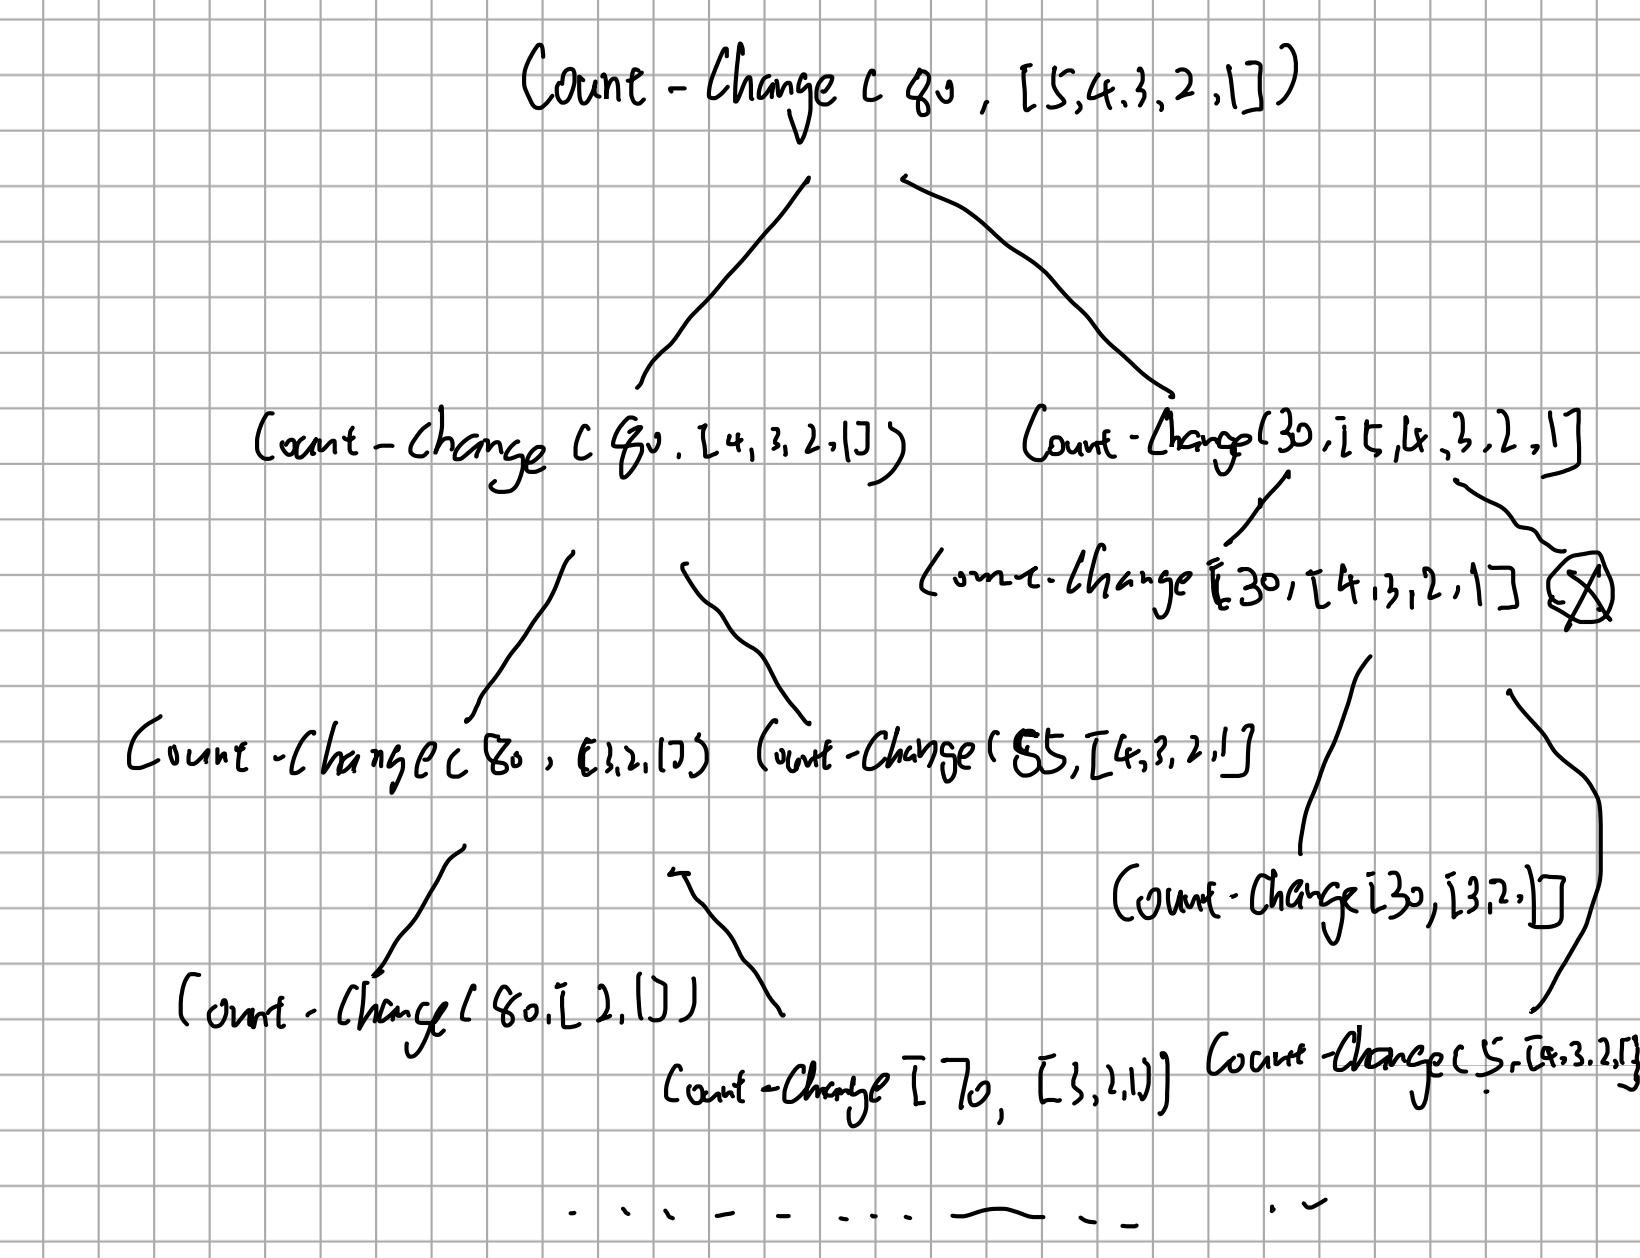 Count-Change ( 80, [5,4.3,2,1])
Count-Change ( 80. [4,3,2,1])
Count-Change(30,[5,4,3,2,1]
Count-Change [30,[4,3,2,1]
Count-Change( 80, [3,2,1])
Count-Change( 55,[4,3,2,1]
Count-Change[30,[3,2,1]
Count-Change( 80,[2,1])
Count-Change(5.[4.3.2,1]
Count-Change [70, [3,2,1]]